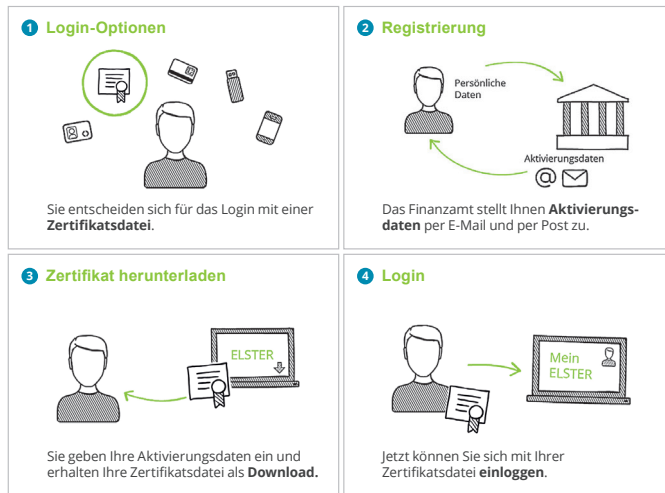 1 Login-Optionen
Sie entscheiden sich für das Login mit einer
Zertifikatsdatei.
2 Registrierung
Persönliche
Daten
Aktivierungsdaten
@
Das Finanzamt stellt Ihnen Aktivierungs-
daten per E-Mail und per Post zu.
3 Zertifikat herunterladen
ELSTER
Sie geben Ihre Aktivierungsdaten ein und
erhalten Ihre Zertifikatsdatei als Download.
4 Login
Mein
ELSTER
Jetzt können Sie sich mit Ihrer
Zertifikatsdatei einloggen.